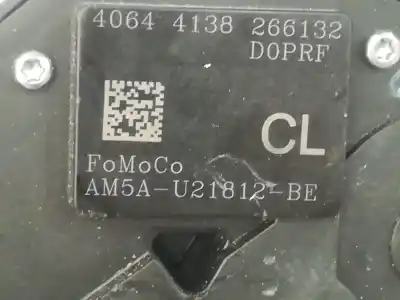 4064 4138 266132
D0PRF
CL
FoMoCo
AM5A-U21812-BE